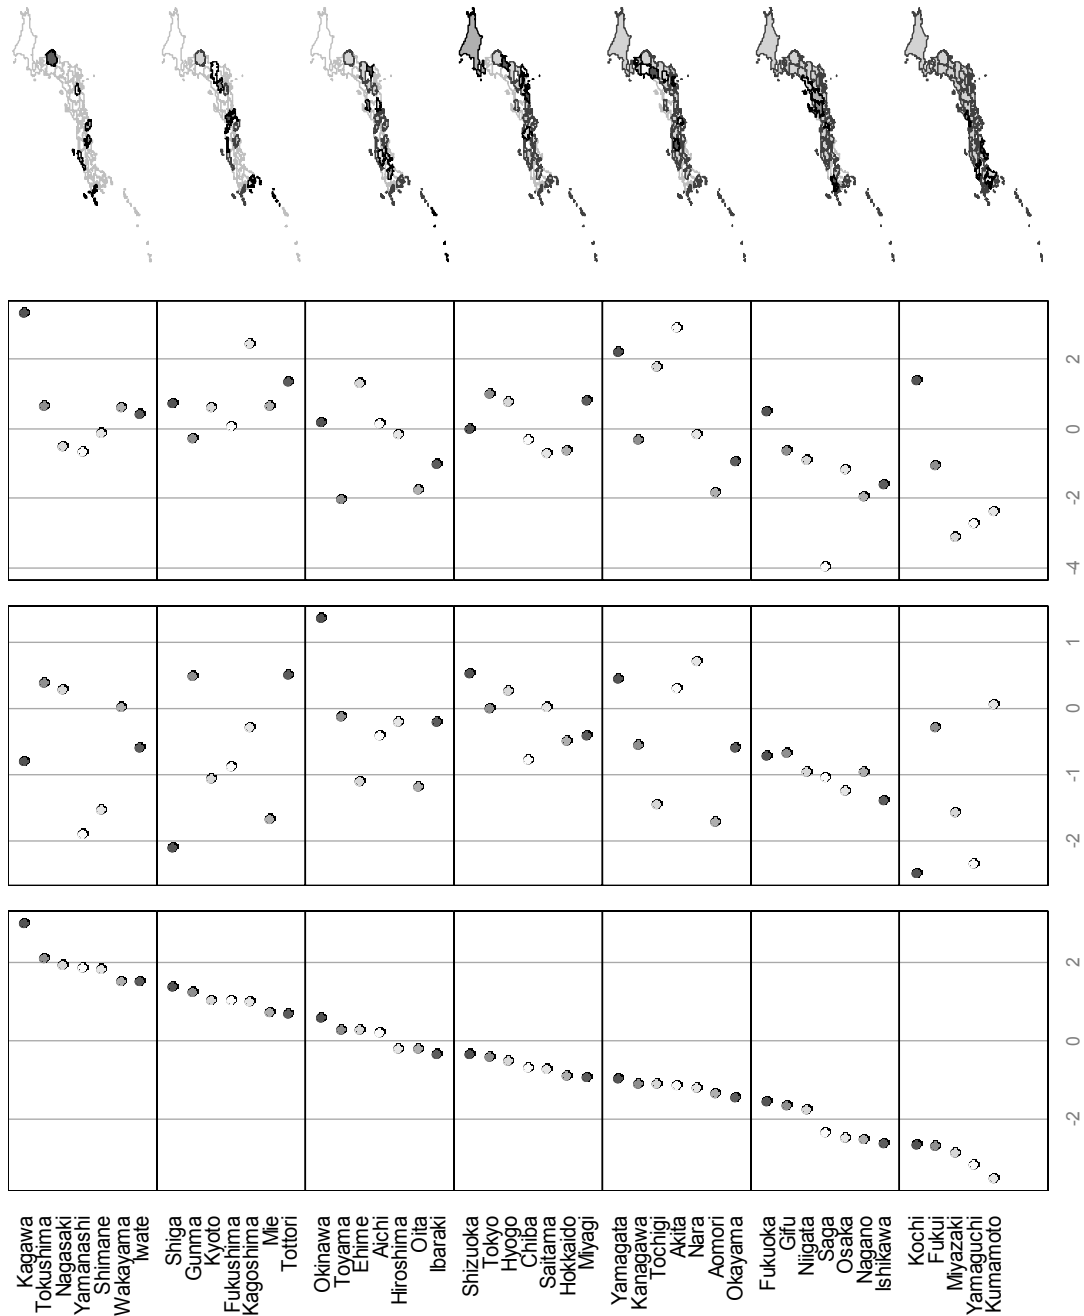 2
0
-2
-4
1
0
-1
-2
2
0
-2
Kagawa
Tokushima
Nagasaki
Yamanashi
Shimane
Wakayama
Iwate
Shiga
Gunma
Kyoto
Fukushima
Kagoshima
Mie
Tottori
Okinawa
Toyama
Ehime
Aichi
Hiroshima
Oita
Ibaraki
Shizuoka
Tokyo
Hyogo
Chiba
Saitama
Hokkaido
Miyagi
Yamagata
Kanagawa
Tochigi
Akita
Nara
Aomori
Okayama
Fukuoka
Gifu
Niigata
Saga
Osaka
Nagano
Ishikawa
Kochi
Fukui
Miyazaki
Yamaguchi
Kumamoto